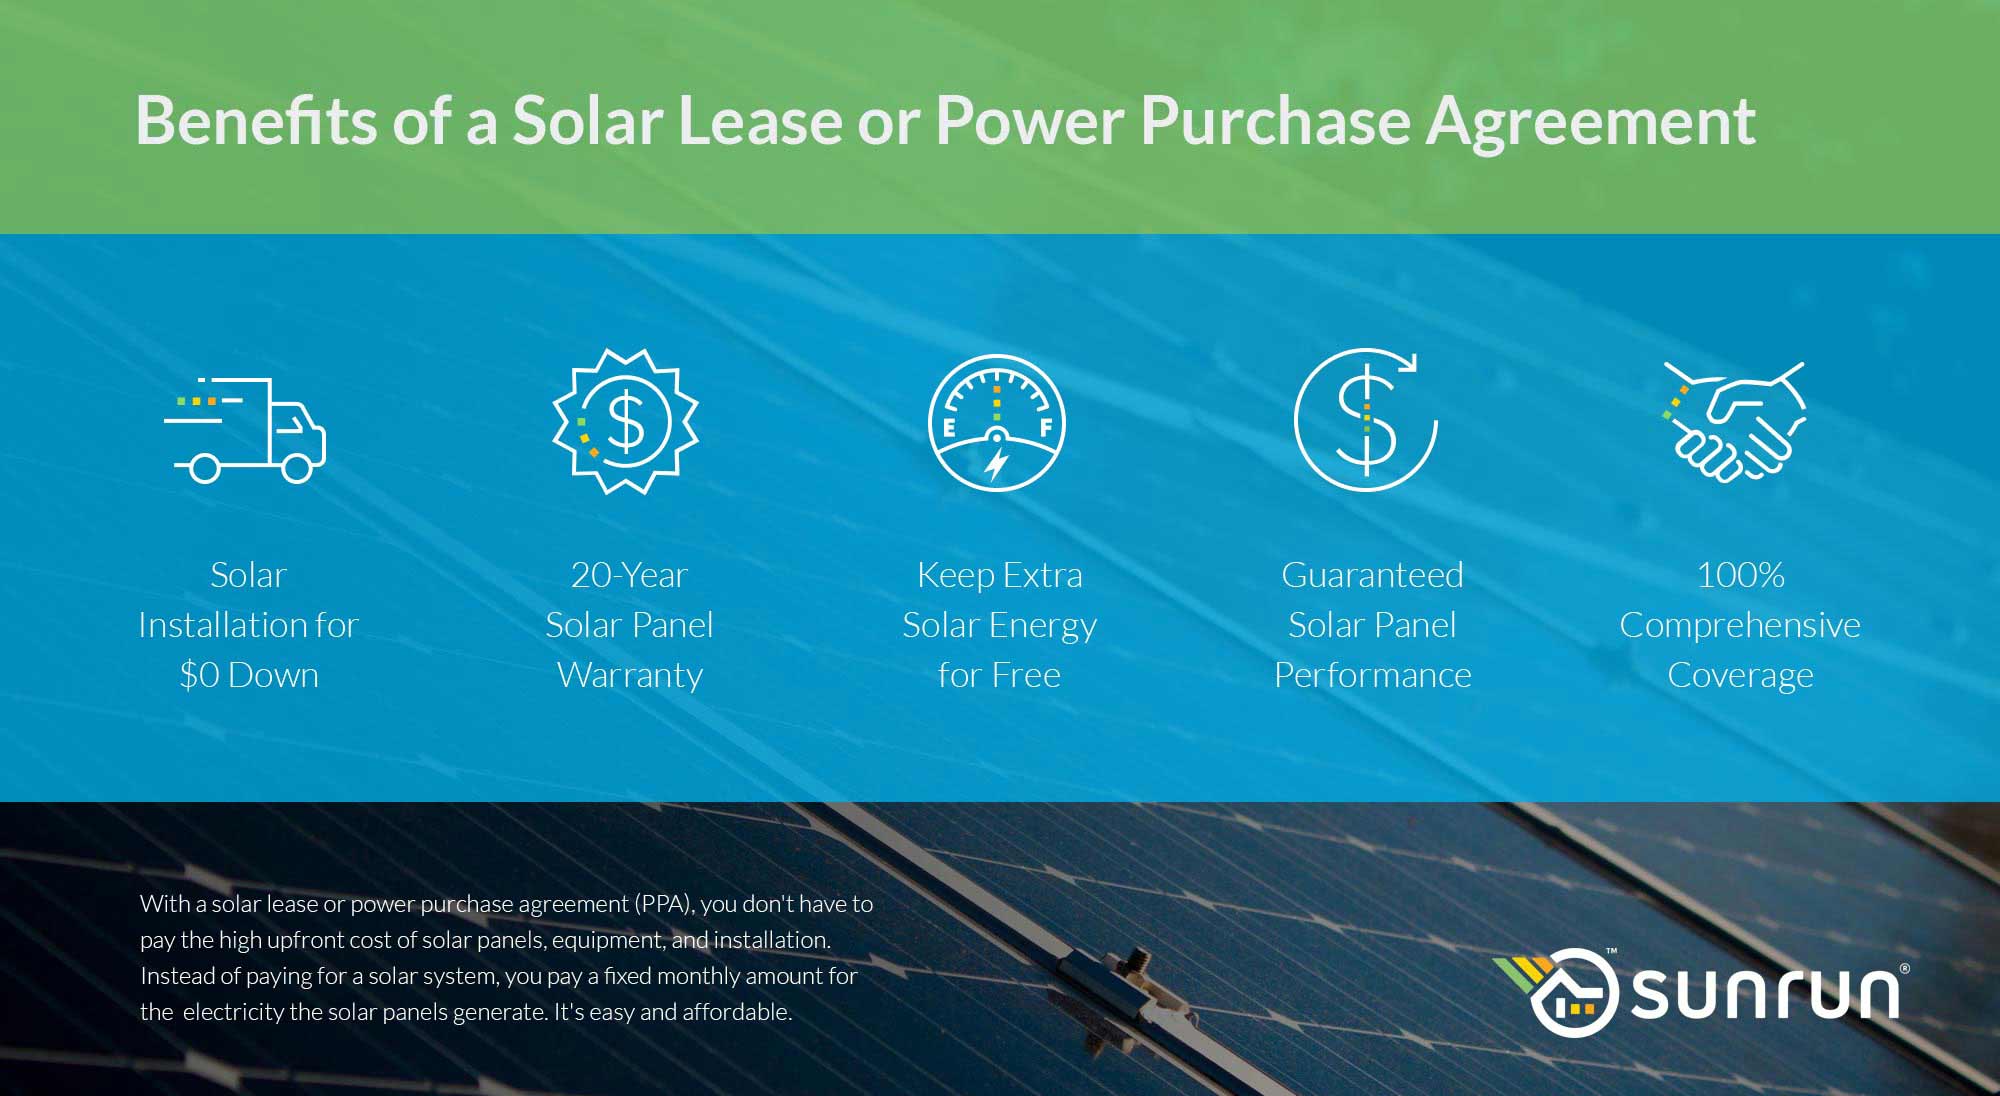 Benefits of a Solar Lease or Power Purchase Agreement
E F
Solar
Installation for
$0 Down
20-Year
Solar Panel
Warranty
Keep Extra
Solar Energy
for Free
Guaranteed
Solar Panel
Performance
100%
Comprehensive
Coverage
With a solar lease or power purchase agreement (PPA), you don't have to
pay the high upfront cost of solar panels, equipment, and installation.
Instead of paying for a solar system, you pay a fixed monthly amount for
the  electricity the solar panels generate. It's easy and affordable.
™ sunrun®